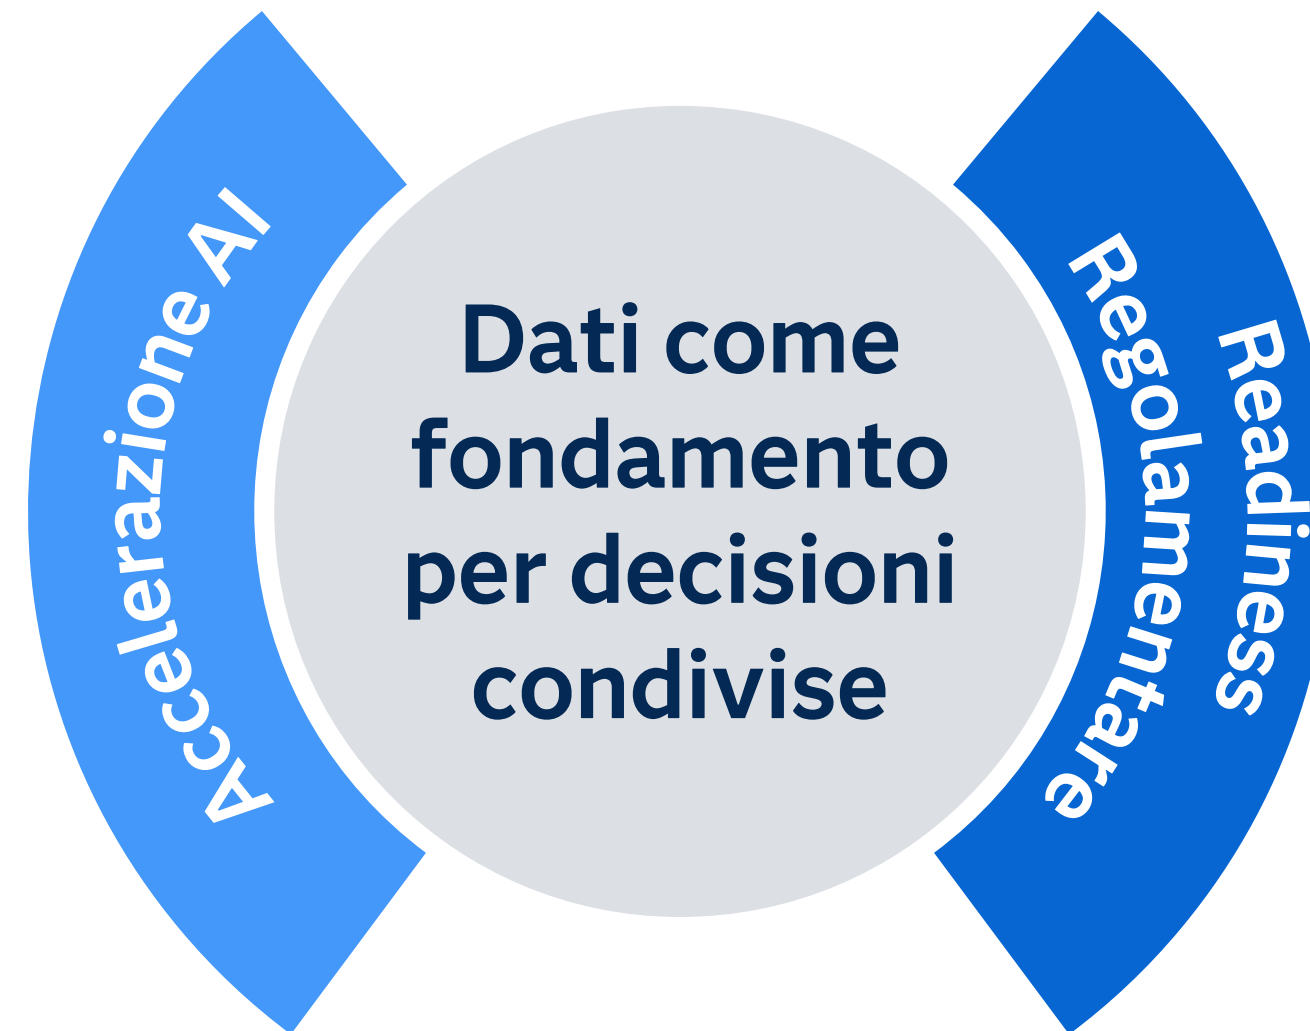 Accelerazione AI
Dati come
fondamento
per decisioni
condivise
Readiness
Regolamentare